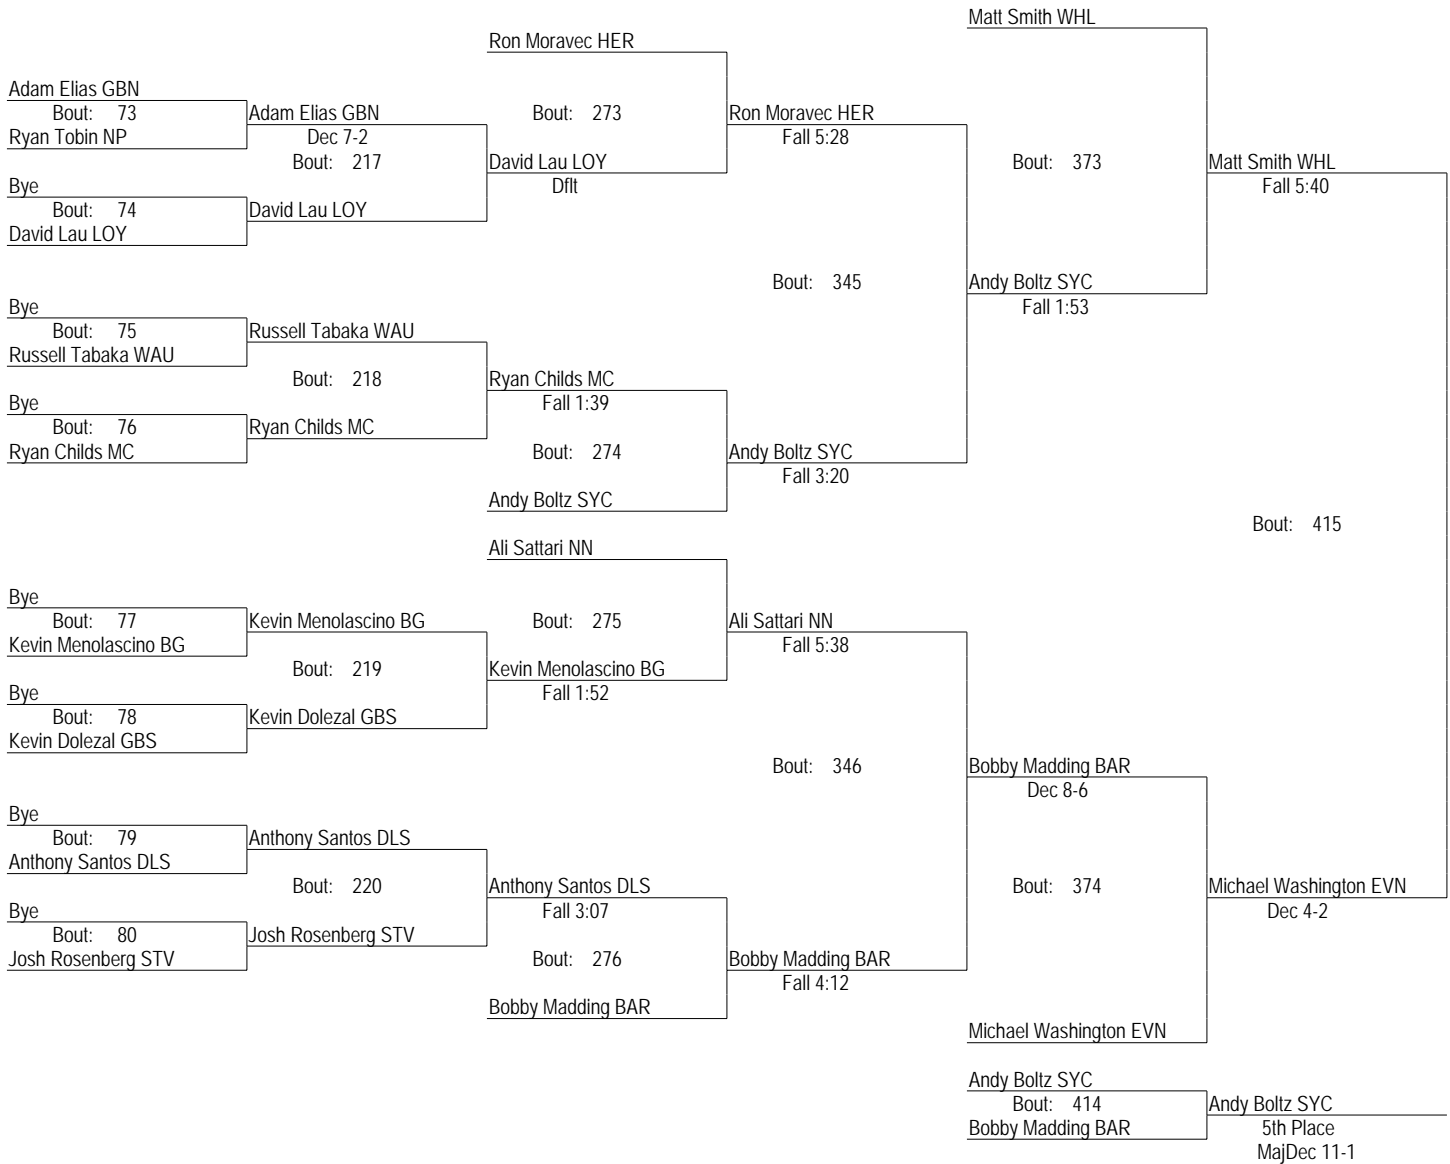 Matt Smith WHL
Ron Moravec HER
Adam Elias GBN
Bout: 73
Adam Elias GBN
Bout: 273
Ron Moravec HER
Ryan Tobin NP
Dec 7-2
Fall 5:28
Bout: 217
David Lau LOY
Bout: 373
Matt Smith WHL
Bye
Dflt
Fall 5:40
Bout: 74
David Lau LOY
David Lau LOY
Bout: 345
Andy Boltz SYC
Bye
Fall 1:53
Bout: 75
Russell Tabaka WAU
Russell Tabaka WAU
Bout: 218
Ryan Childs MC
Bye
Fall 1:39
Bout: 76
Ryan Childs MC
Ryan Childs MC
Bout: 274
Andy Boltz SYC
Fall 3:20
Andy Boltz SYC
Bout: 415
Ali Sattari NN
Bye
Bout: 77
Kevin Menolascino BG
Bout: 275
Ali Sattari NN
Kevin Menolascino BG
Fall 5:38
Bout: 219
Kevin Menolascino BG
Bye
Fall 1:52
Bout: 78
Kevin Dolezal GBS
Kevin Dolezal GBS
Bout: 346
Bobby Madding BAR
Dec 8-6
Bye
Bout: 79
Anthony Santos DLS
Anthony Santos DLS
Bout: 220
Anthony Santos DLS
Bout: 374
Michael Washington EVN
Bye
Fall 3:07
Dec 4-2
Bout: 80
Josh Rosenberg STV
Josh Rosenberg STV
Bout: 276
Bobby Madding BAR
Fall 4:12
Bobby Madding BAR
Michael Washington EVN
Andy Boltz SYC
Bout: 414
Andy Boltz SYC
Bobby Madding BAR
5th Place
MajDec 11-1